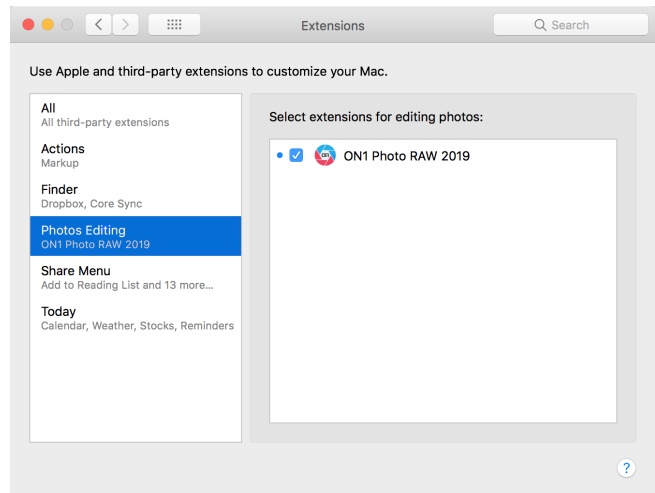 Extensions
Search
Use Apple and third-party extensions to customize your Mac.
All
All third-party extensions
Actions
Markup
Finder
Dropbox, Core Sync
Photos Editing
ON1 Photo RAW 2019
Share Menu
Add to Reading List and 13 more...
Today
Calendar, Weather, Stocks, Reminders
Select extensions for editing photos:
ON1 Photo RAW 2019
?